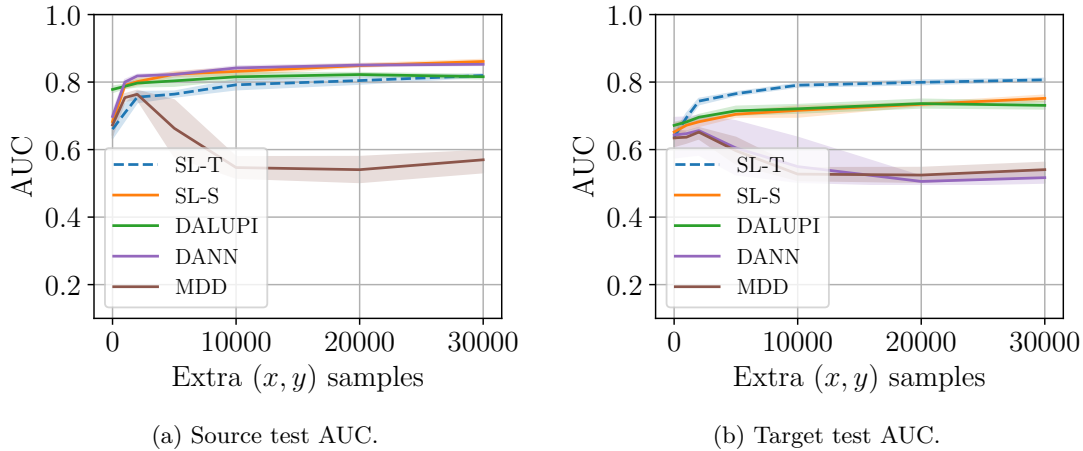 1.0
0.8
0.6
0.4
0.2
AUC
SL-T
SL-S
DALUPI
DANN
MDD
0 10000 20000 30000
Extra (x, y) samples
(a) Source test AUC.
1.0
0.8
0.6
0.4
0.2
AUC
SL-T
SL-S
DALUPI
DANN
MDD
0 10000 20000 30000
Extra (x, y) samples
(b) Target test AUC.